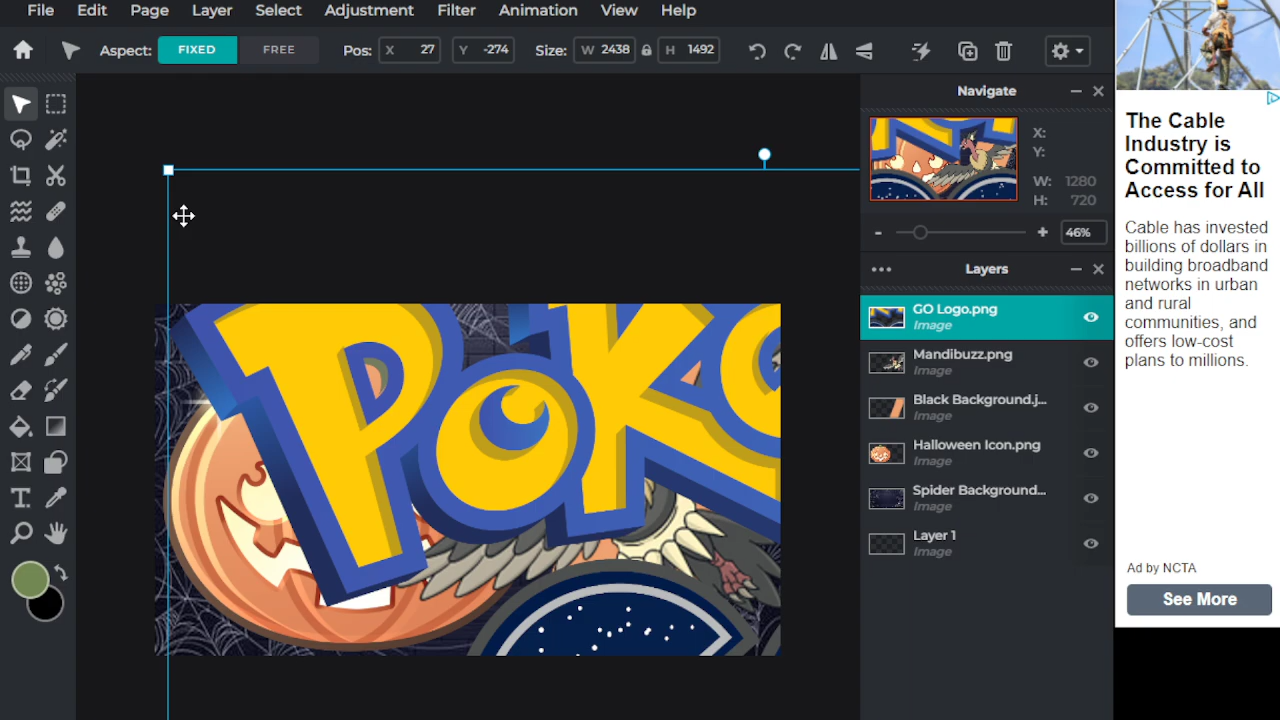 File Edit Page Layer Select Adjustment Filter Animation View Help
Aspect: FIXED FREE Pos: X 27 Y -274 Size: W 2438 H 1492
Navigate
X:
Y:
W: 1280
H: 720
46%
Layers
GO Logo.png
Image
Mandibuzz.png
Image
Black Background.j...
Image
Halloween Icon.png
Image
Spider Background...
Image
Layer 1
Image
POK
The Cable
Industry is
Committed to
Access for All
Cable has invested
billions of dollars in
building broadband
networks in urban
and rural
communities, and
offers low-cost
plans to millions.
Ad by NCTA
See More